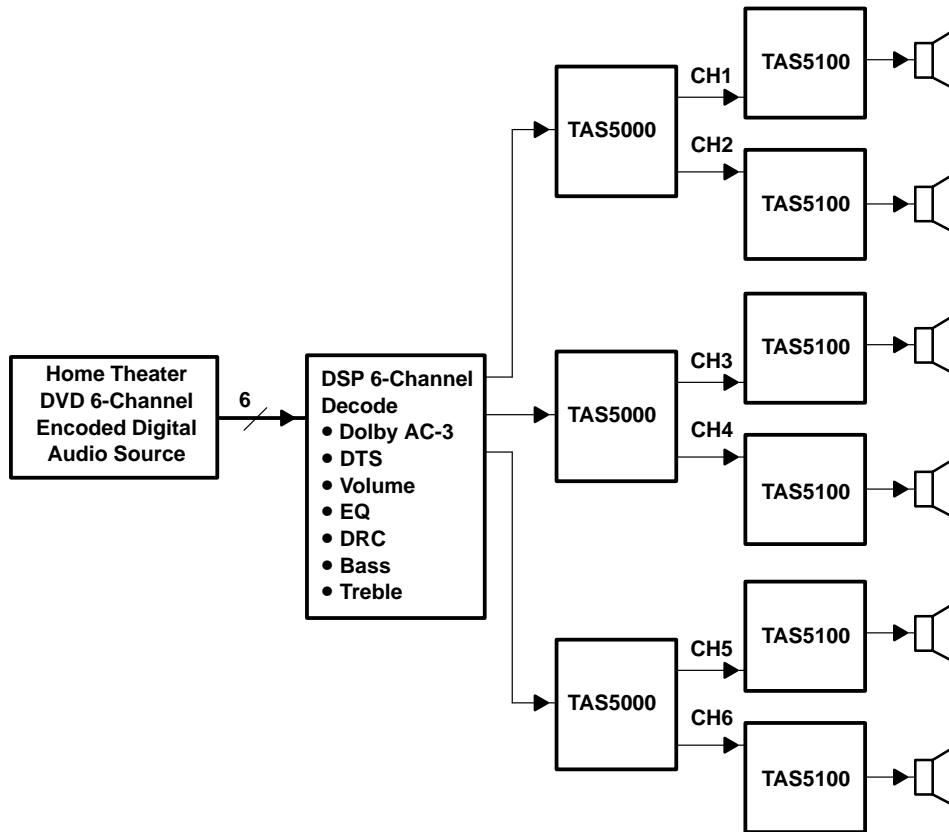 Home Theater
DVD 6-Channel
Encoded Digital
Audio Source
6
DSP 6-Channel
Decode
• Dolby AC-3
• DTS
• Volume
• EQ
• DRC
• Bass
• Treble
TAS5000
CH1
TAS5100
CH2
TAS5100
TAS5000
CH3
TAS5100
CH4
TAS5100
TAS5000
CH5
TAS5100
CH6
TAS5100